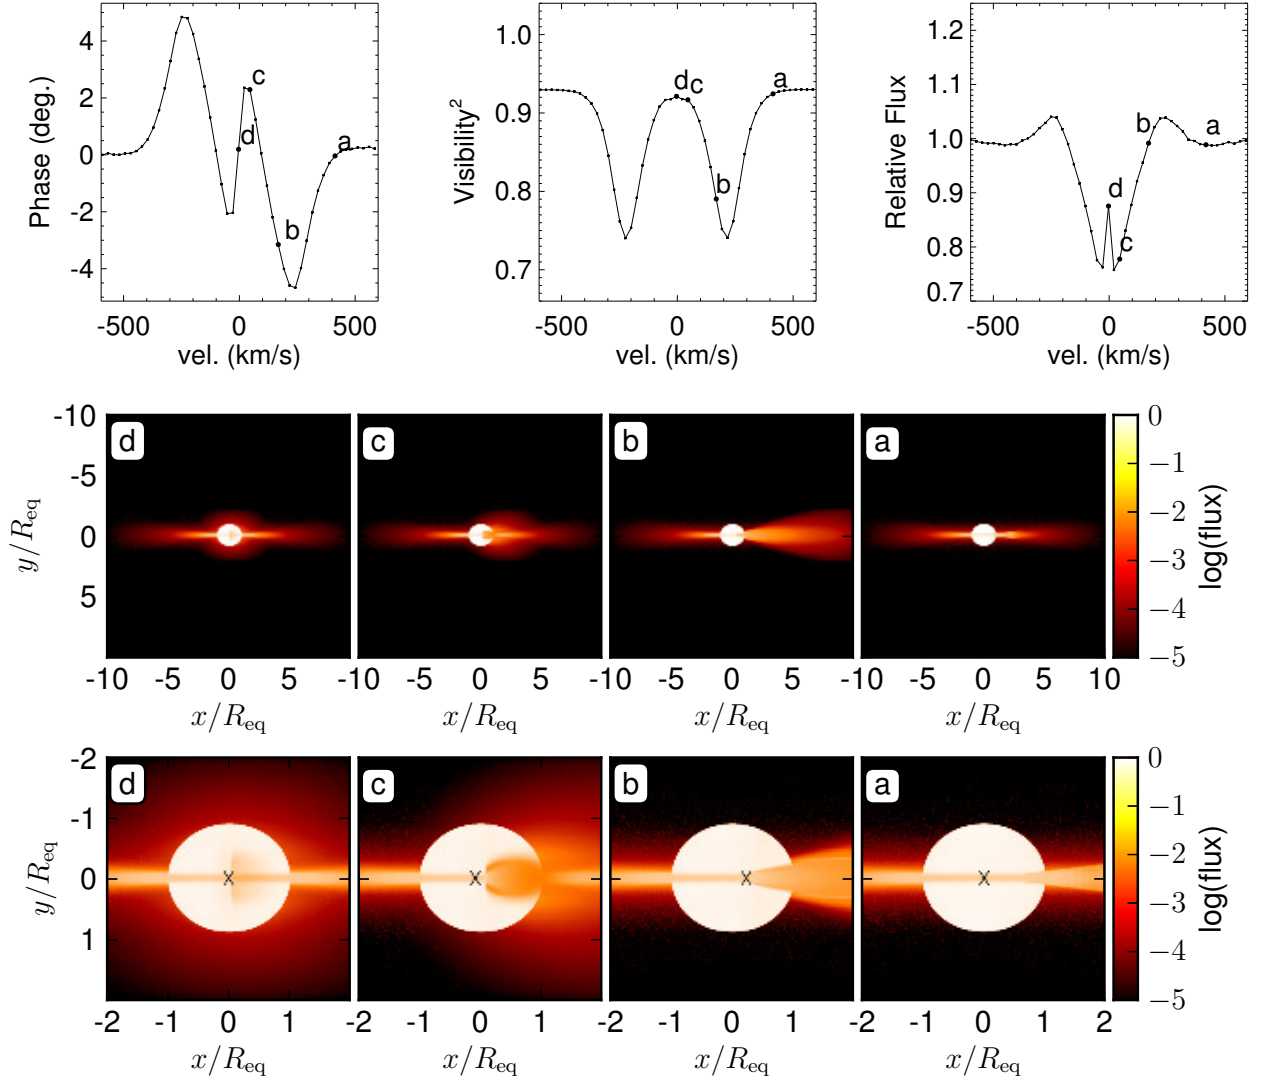 4
2
0
-2
-4
Phase (deg.)
a
b
c
d
-500 0 500
vel. (km/s)
1.0
0.9
0.8
0.7
Visibility²
d c a
b
-500 0 500
vel. (km/s)
1.2
1.1
1.0
0.9
0.8
0.7
Relative Flux
b a
d
c
-500 0 500
vel. (km/s)
-10
-5
0
5
y/R_eq
d c b a
-10 -5 0 5 -10 -5 0 5 -10 -5 0 5 -10 -5 0 5 10
x/R_eq x/R_eq x/R_eq x/R_eq
0
−1
−2
−3
−4
−5
log(flux)
-2
-1
0
1
y/R_eq
d c b a
X X X X
-2 -1 0 1 -2 -1 0 1 -2 -1 0 1 -2 -1 0 1 2
x/R_eq x/R_eq x/R_eq x/R_eq
0
−1
−2
−3
−4
−5
log(flux)